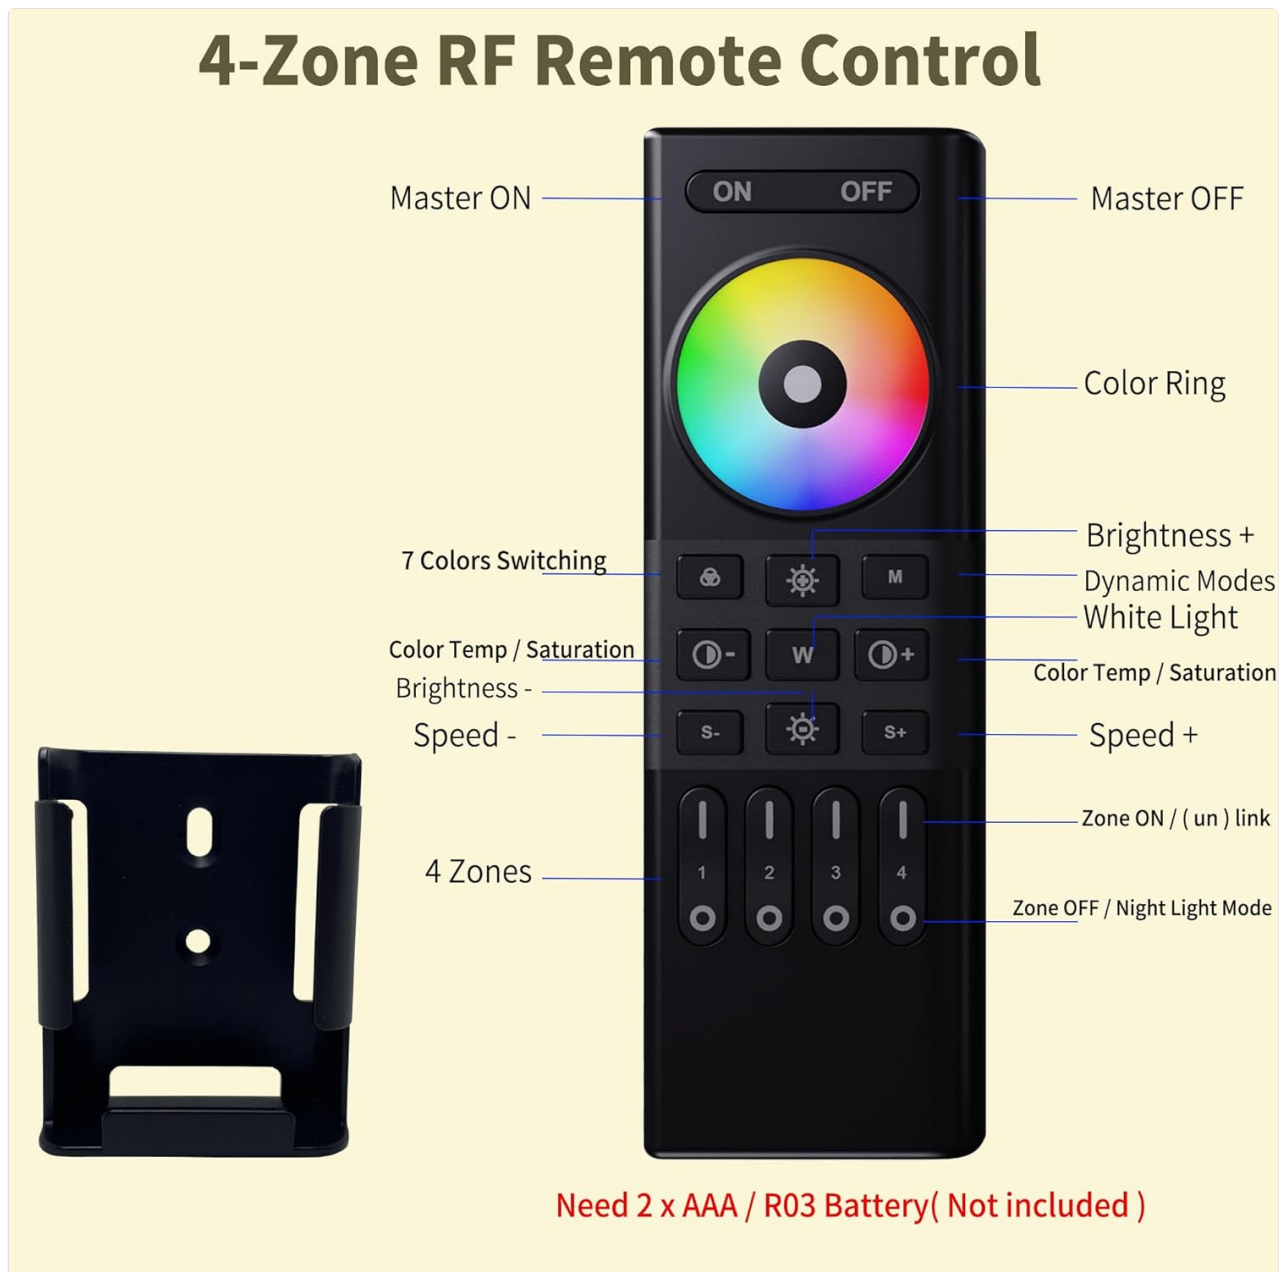 4-Zone RF Remote Control
ON OFF
Master ON
Master OFF
Color Ring
Brightness +
7 Colors Switching
M
Dynamic Modes
White Light
Color Temp / Saturation
- W +
Color Temp / Saturation
Brightness -
Speed -
S- S+
Speed +
Zone ON / ( un ) link
4 Zones
1 2 3 4
Zone OFF / Night Light Mode
Need 2 x AAA / R03 Battery( Not included )